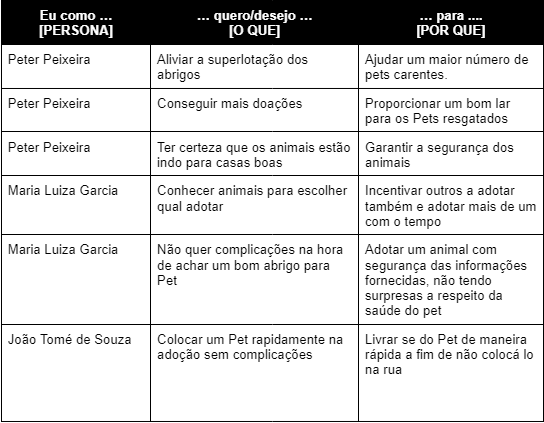 Eu como … … quero/desejo … … para ....
[PERSONA] [O QUE] [POR QUE]
Peter Peixeira
Aliviar a superlotação dos
abrigos
Ajudar um maior número de
pets carentes.
Peter Peixeira
Conseguir mais doações
Proporcionar um bom lar
para os Pets resgatados
Peter Peixeira
Ter certeza que os animais estão
indo para casas boas
Garantir a segurança dos
animais
Maria Luiza Garcia
Conhecer animais para escolher
qual adotar
Incentivar outros a adotar
também e adotar mais de um
com o tempo
Maria Luiza Garcia
Não quer complicações na hora
de achar um bom abrigo para
Pet
Adotar um animal com
segurança das informações
fornecidas, não tendo
surpresas a respeito da
saúde do pet
João Tomé de Souza
Colocar um Pet rapidamente na
adoção sem complicações
Livrar se do Pet de maneira
rápida a fim de não colocá lo
na rua